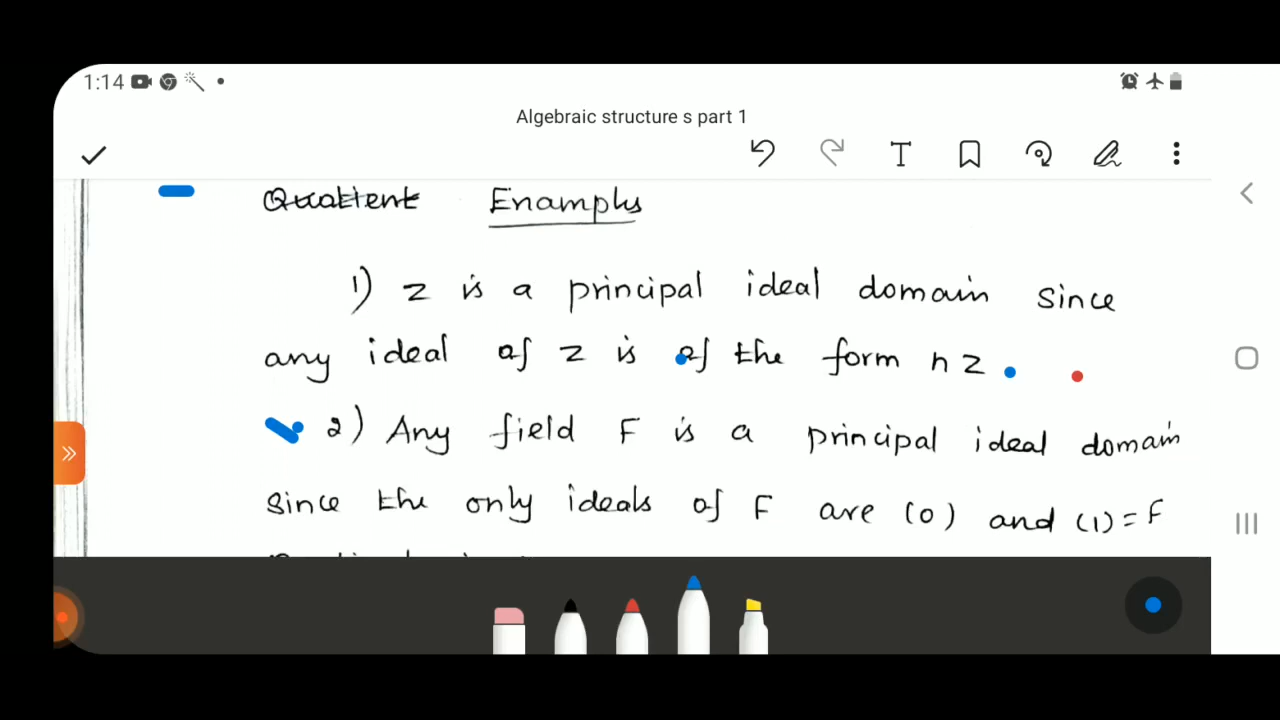 1:14
Algebraic structure s part 1
Quotient Enamples
1) Z is a principal ideal domain since
any ideal of Z is of the form nZ.
2) Any field F is a principal ideal domain
Since the only ideals of F are (0) and (1) = F